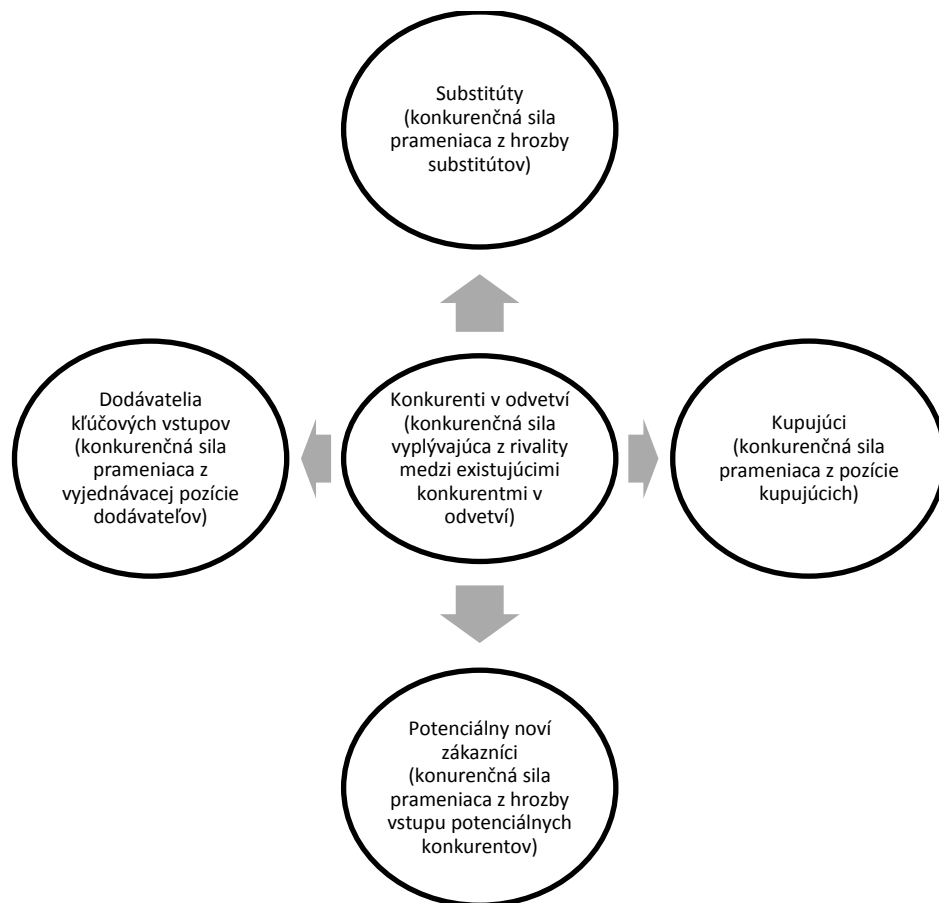 Substitúty
(konkurenčná sila
prameniaca z hrozby
substitútov)
Dodávatelia
kľúčových vstupov
(konkurenčná sila
prameniaca z
vyjednávacej pozície
dodávateľov)
Konkurenti v odvetví
(konkurenčná sila
vyplývajúca z rivality
medzi existujúcimi
konkurentmi v
odvetví)
Kupujúci
(konkurenčná sila
prameniaca z pozície
kupujúcich)
Potenciálny noví
zákazníci
(konurenčná sila
prameniaca z hrozby
vstupu potenciálnych
konkurentov)